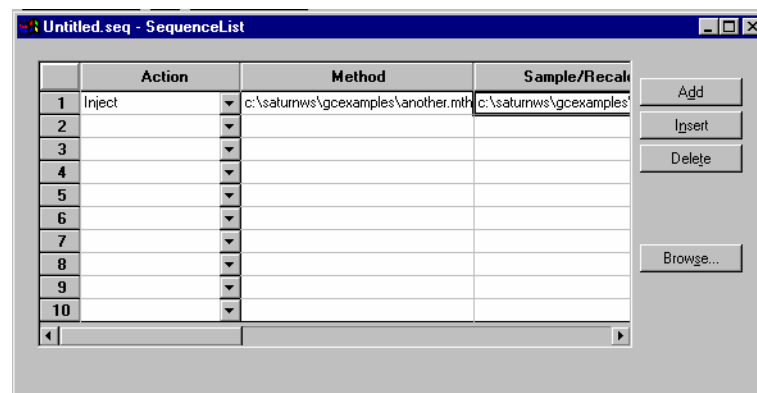 Untitled.seq - SequenceList
Action Method Sample/Recalc
Add
1 Inject c:\saturnws\gcexamples\another.mth c:\saturnws\gcexamples\
2
Insert
3
Delete
4
5
6
7
8
Browse...
9
10